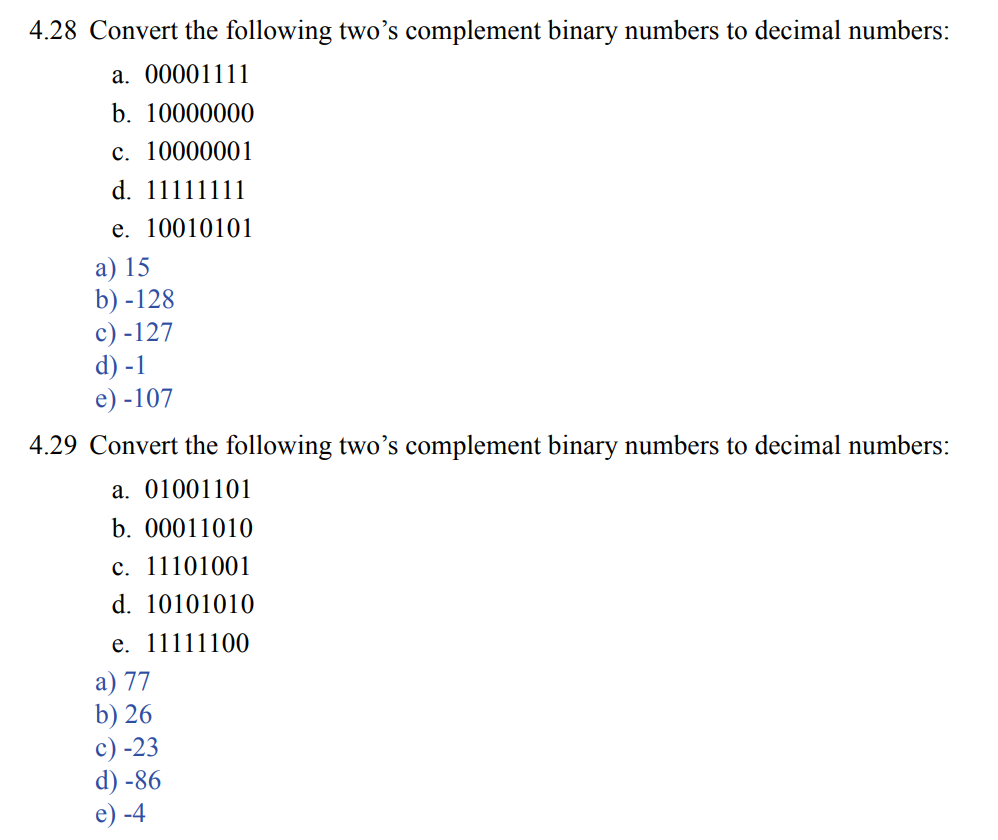 4.28 Convert the following two’s complement binary numbers to decimal numbers:
a. 00001111
b. 10000000
c. 10000001
d. 11111111
e. 10010101
a) 15
b) -128
c) -127
d) -1
e) -107
4.29 Convert the following two’s complement binary numbers to decimal numbers:
a. 01001101
b. 00011010
c. 11101001
d. 10101010
e. 11111100
a) 77
b) 26
c) -23
d) -86
e) -4